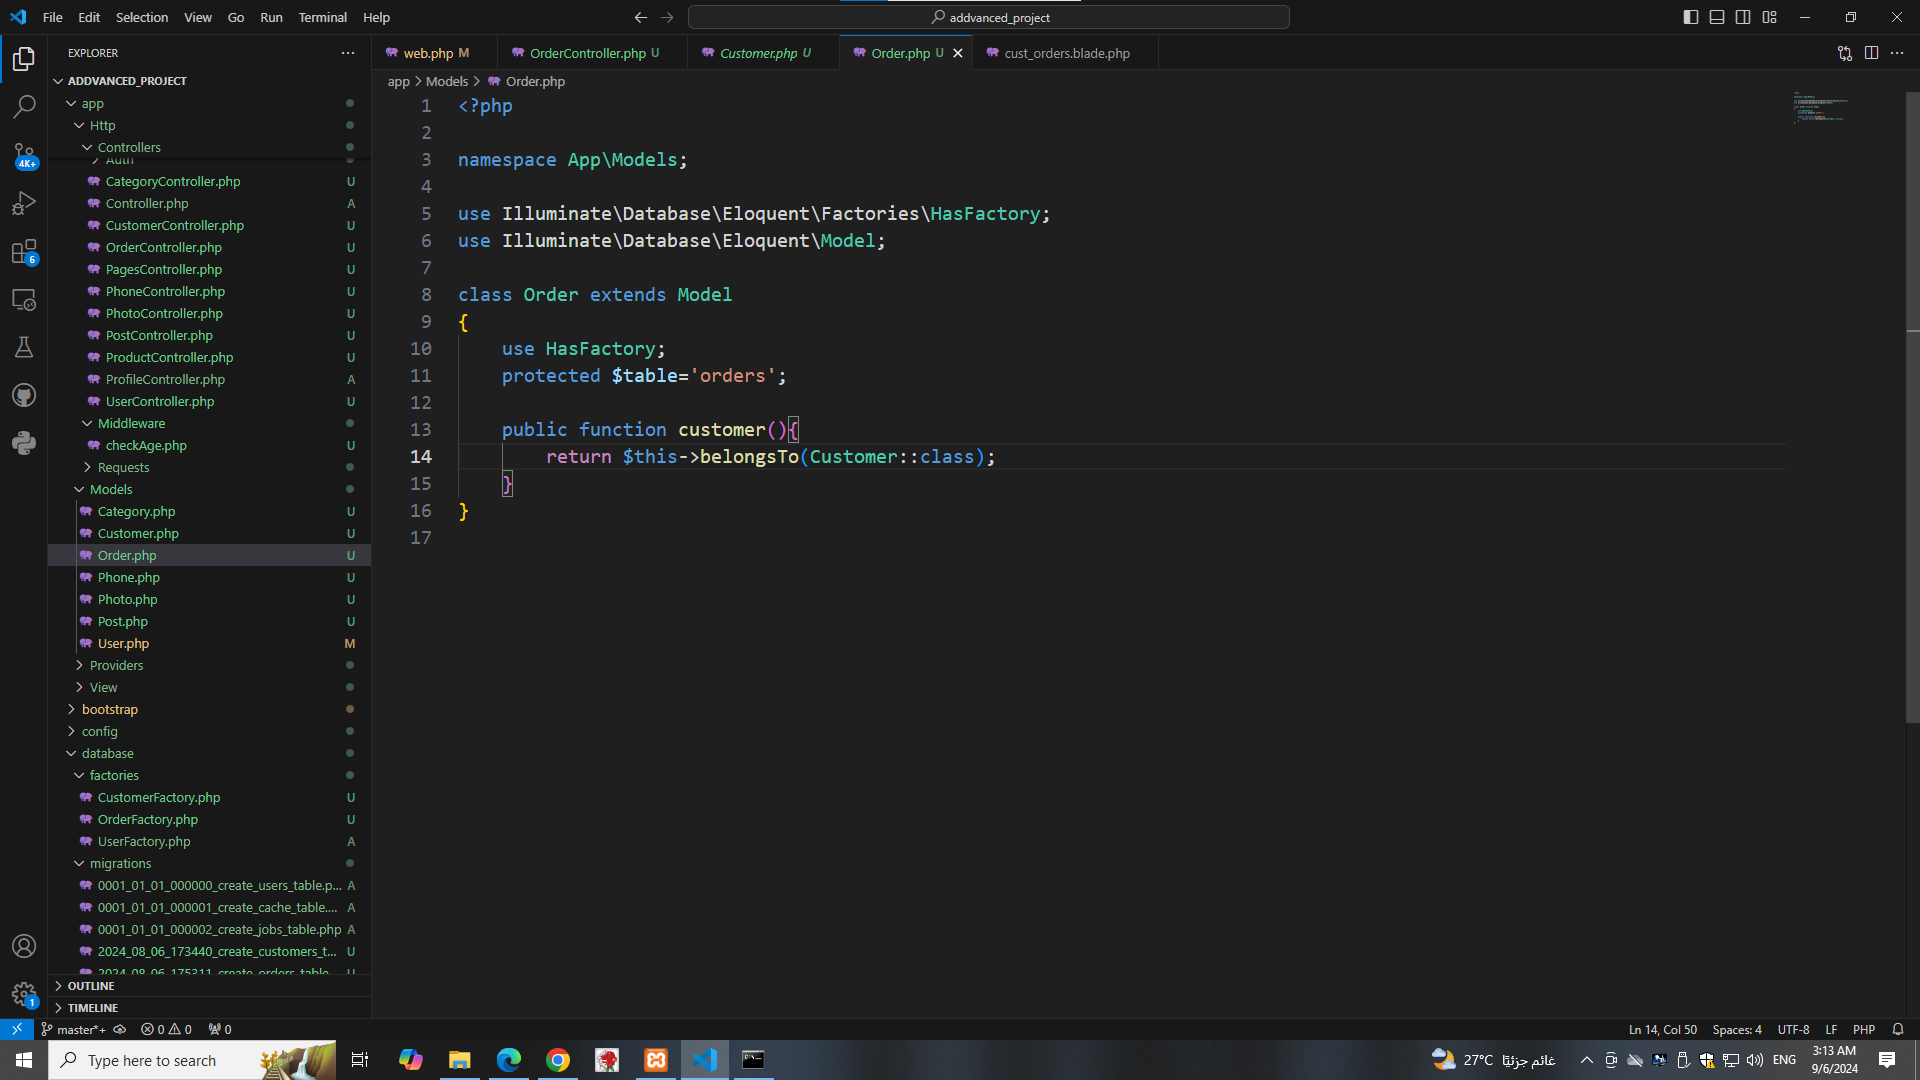 File Edit Selection View Go Run Terminal Help
addvanced_project
EXPLORER
web.php M
OrderController.php U
Customer.php U
Order.php U
cust_orders.blade.php
ADDVANCED_PROJECT
app > Models > Order.php
app
Http
Controllers
Auth
CategoryController.php U
Controller.php A
CustomerController.php U
OrderController.php U
PagesController.php U
PhoneController.php U
PhotoController.php U
PostController.php U
ProductController.php U
ProfileController.php A
UserController.php U
Middleware
checkAge.php U
Requests
Models
Category.php U
Customer.php U
Order.php U
Phone.php U
Photo.php U
Post.php U
User.php M
Providers
View
bootstrap
config
database
factories
CustomerFactory.php U
OrderFactory.php U
UserFactory.php A
migrations
0001_01_01_000000_create_users_table.p... A
0001_01_01_000001_create_cache_table.... A
0001_01_01_000002_create_jobs_table.php A
2024_08_06_173440_create_customers_t... U
2024_08_06_175311_create_orders_table... U
OUTLINE
TIMELINE
4K+
6
1
1 <?php
2
3 namespace App\Models;
4
5 use Illuminate\Database\Eloquent\Factories\HasFactory;
6 use Illuminate\Database\Eloquent\Model;
7
8 class Order extends Model
9 {
10 use HasFactory;
11 protected $table='orders';
12
13 public function customer(){
14 return $this->belongsTo(Customer::class);
15 }
16 }
17
master*+ 0 0 0
Ln 14, Col 50 Spaces: 4 UTF-8 LF PHP
Type here to search
27°C غائم جزئيًا
ENG
3:13 AM
9/6/2024